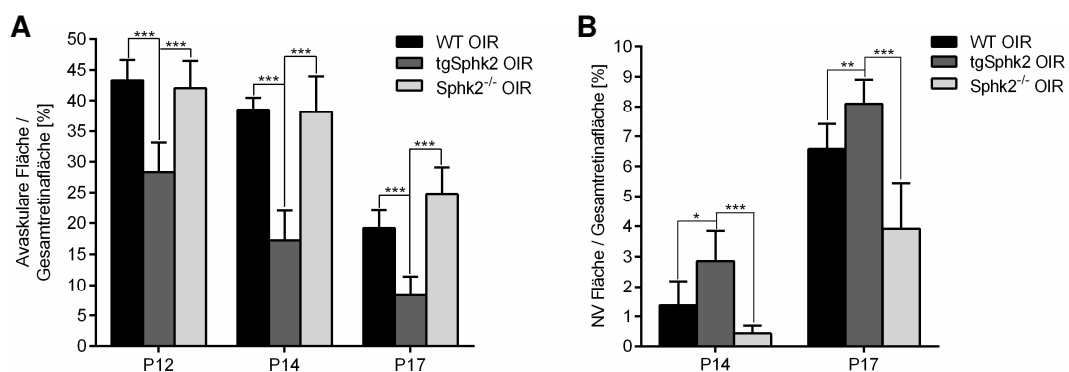 A
Avaskulare Fläche /
Gesamtretinafläche [%]
50
45
40
35
30
25
20
15
10
5
0
***
***
***
***
***
***
WT OIR
tgSphk2 OIR
Sphk2-/- OIR
P12
P14
P17
B
NV Fläche / Gesamtretinafläche [%]
10
9
8
7
6
5
4
3
2
1
0
*
***
**
***
WT OIR
tgSphk2 OIR
Sphk2-/- OIR
P14
P17